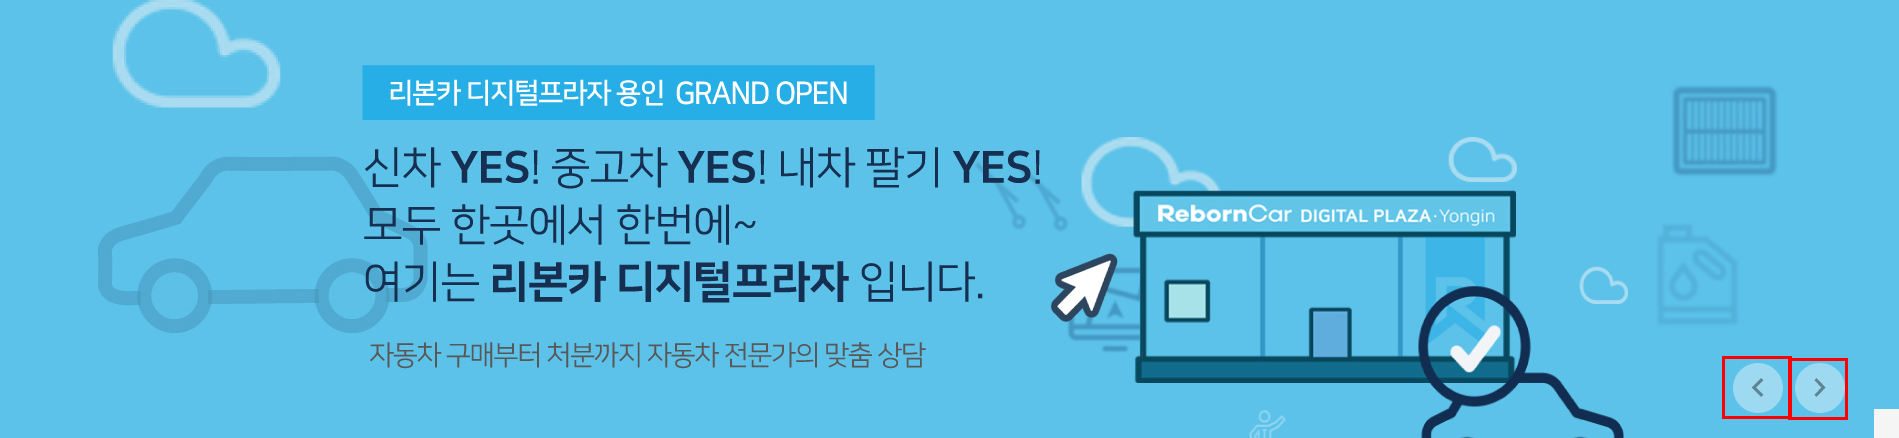 리본카 디지털프라자 용인 GRAND OPEN
신차 YES! 중고차 YES! 내차 팔기 YES!
모두 한곳에서 한번에~
여기는 리본카 디지털프라자 입니다.
자동차 구매부터 처분까지 자동차 전문가의 맞춤 상담
RebornCar DIGITAL PLAZA·Yongin